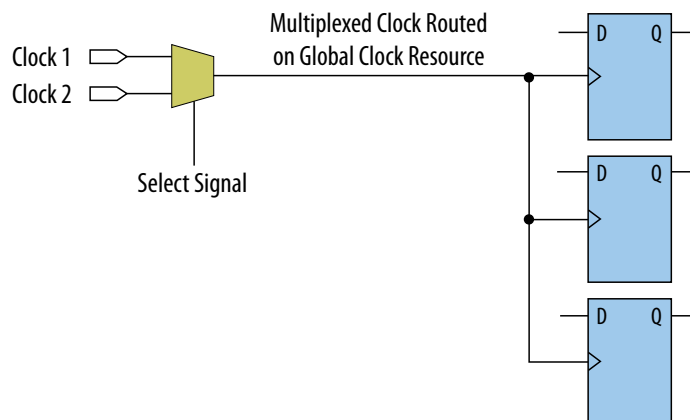 Multiplexed Clock Routed
on Global Clock Resource
Clock 1
Clock 2
Select Signal
D Q
D Q
D Q